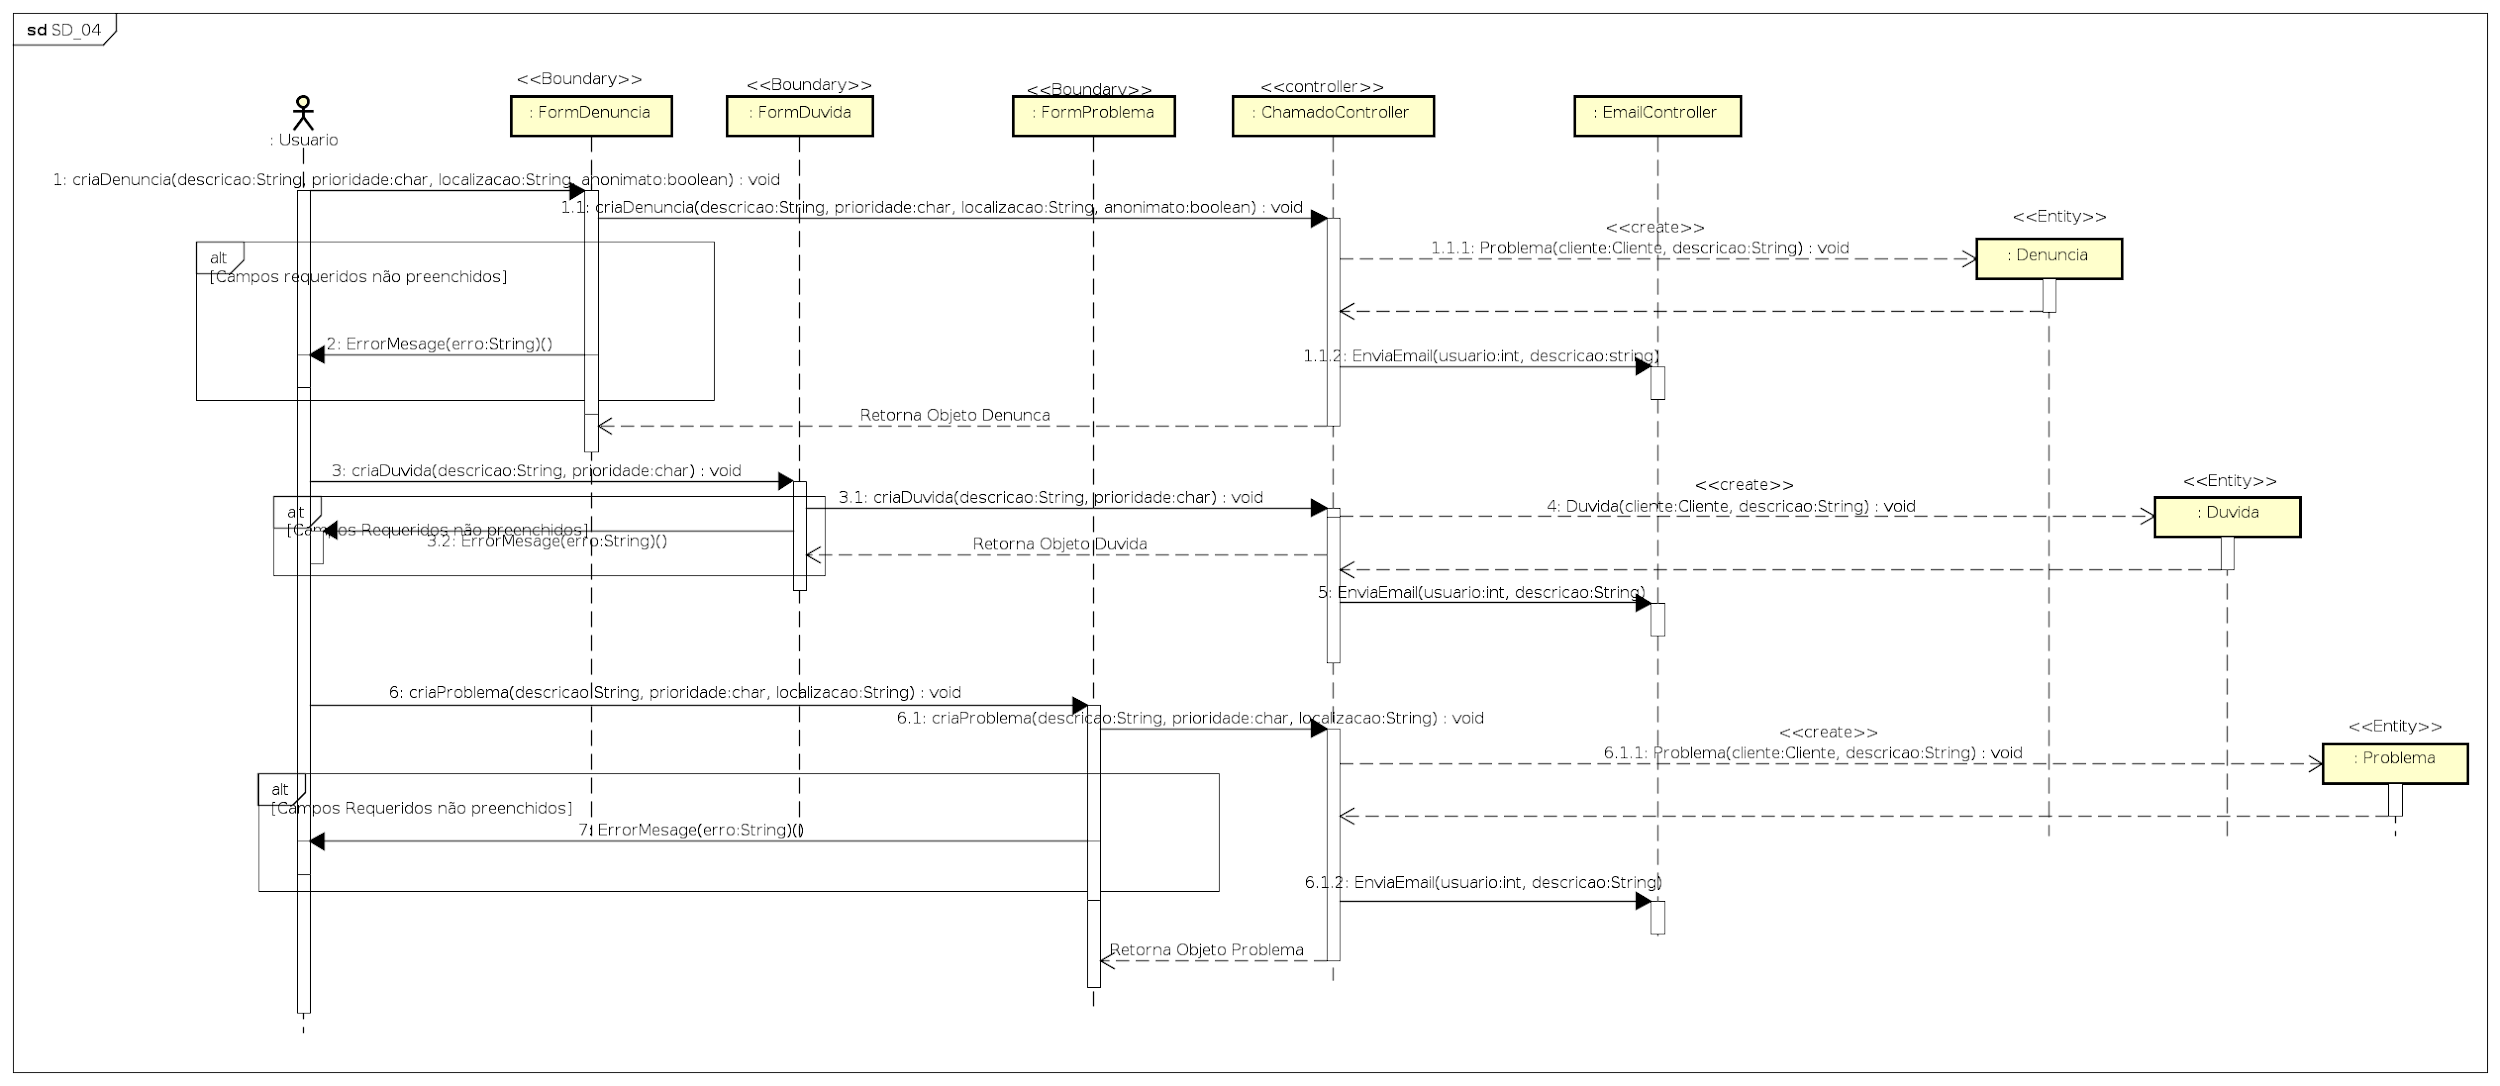 sd SD_04
<<Boundary>>
<<Boundary>>
<<Boundary>>
<<controller>>
: FormDenuncia
: FormDuvida
: FormProblema
: ChamadoController
: EmailController
: Usuario
1: criaDenuncia(descricao:String, prioridade:char, localizacao:String, anonimato:boolean) : void
1.1: criaDenuncia(descricao:String, prioridade:char, localizacao:String, anonimato:boolean) : void
<<Entity>>
<<create>>
1.1.1: Problema(cliente:Cliente, descricao:String) : void
: Denuncia
alt
[Campos requeridos não preenchidos]
2: ErrorMesage(erro:String)()
1.1.2: EnviaEmail(usuario:int, descricao:string)
Retorna Objeto Denunca
3: criaDuvida(descricao:String, prioridade:char) : void
<<Entity>>
<<create>>
3.1: criaDuvida(descricao:String, prioridade:char) : void
4: Duvida(cliente:Cliente, descricao:String) : void
: Duvida
alt
[Campos Requeridos não preenchidos]
3.2: ErrorMesage(erro:String)()
Retorna Objeto Duvida
5: EnviaEmail(usuario:int, descricao:String)
6: criaProblema(descricao:String, prioridade:char, localizacao:String) : void
6.1: criaProblema(descricao:String, prioridade:char, localizacao:String) : void
<<Entity>>
<<create>>
6.1.1: Problema(cliente:Cliente, descricao:String) : void
: Problema
alt
[Campos Requeridos não preenchidos]
7: ErrorMesage(erro:String)()
6.1.2: EnviaEmail(usuario:int, descricao:String)
Retorna Objeto Problema